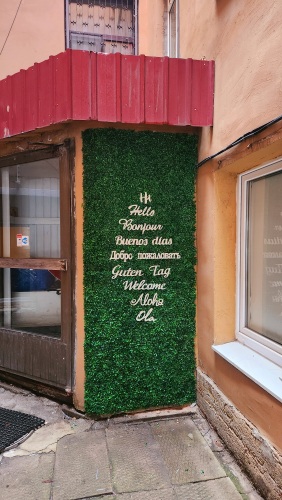 Hi
Hello
Bonjour
Buenos dias
Добро пожаловать
Guten Tag
Welcome
Aloha
Ola